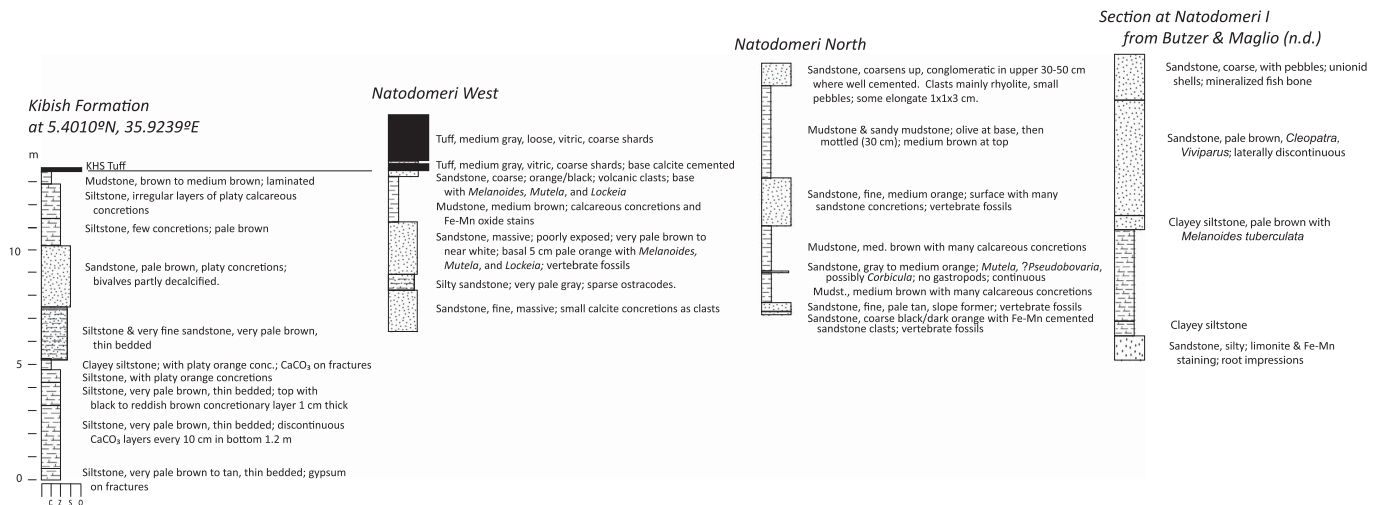 Kibish Formation
at 5.4010ºN, 35.9239ºE
m
KHS Tuff
Mudstone, brown to medium brown; laminated
Siltstone, irregular layers of platy calcareous
concretions
Siltstone, few concretions; pale brown
10
Sandstone, pale brown, platy concretions;
bivalves partly decalcified.
Siltstone & very fine sandstone, very pale brown,
thin bedded
5
Clayey siltstone; with platy orange conc.; CaCO₃ on fractures
Siltstone, with platy orange concretions
Siltstone, very pale brown, thin bedded; top with
black to reddish brown concretionary layer 1 cm thick
Siltstone, very pale brown, thin bedded; discontinuous
CaCO₃ layers every 10 cm in bottom 1.2 m
Siltstone, very pale brown to tan, thin bedded; gypsum
on fractures
0
Natodomeri West
Tuff, medium gray, loose, vitric, coarse shards
Tuff, medium gray, vitric, coarse shards; base calcite cemented
Sandstone, coarse; orange/black; volcanic clasts; base
with Melanoides, Mutela, and Lockeia
Mudstone, medium brown; calcareous concretions and
Fe-Mn oxide stains
Sandstone, massive; poorly exposed; very pale brown to
near white; basal 5 cm pale orange with Melanoides,
Mutela, and Lockeia; vertebrate fossils
Silty sandstone; very pale gray; sparse ostracodes.
Sandstone, fine, massive; small calcite concretions as clasts
Natodomeri North
Sandstone, coarsens up, conglomeratic in upper 30-50 cm
where well cemented. Clasts mainly rhyolite, small
pebbles; some elongate 1x1x3 cm.
Mudstone & sandy mudstone; olive at base, then
mottled (30 cm); medium brown at top
Sandstone, fine, medium orange; surface with many
sandstone concretions; vertebrate fossils
Mudstone, med. brown with many calcareous concretions
Sandstone, gray to medium orange; Mutela, ?Pseudobovaria,
possibly Corbicula; no gastropods; continuous
Mudst., medium brown with many calcareous concretions
Sandstone, fine, pale tan, slope former; vertebrate fossils
Sandstone, coarse black/dark orange with Fe-Mn cemented
sandstone clasts; vertebrate fossils
Section at Natodomeri I
from Butzer & Maglio (n.d.)
Sandstone, coarse, with pebbles; unionid
shells; mineralized fish bone
Sandstone, pale brown, Cleopatra,
Viviparus; laterally discontinuous
Clayey siltstone, pale brown with
Melanoides tuberculata
Clayey siltstone
Sandstone, silty; limonite & Fe-Mn
staining; root impressions